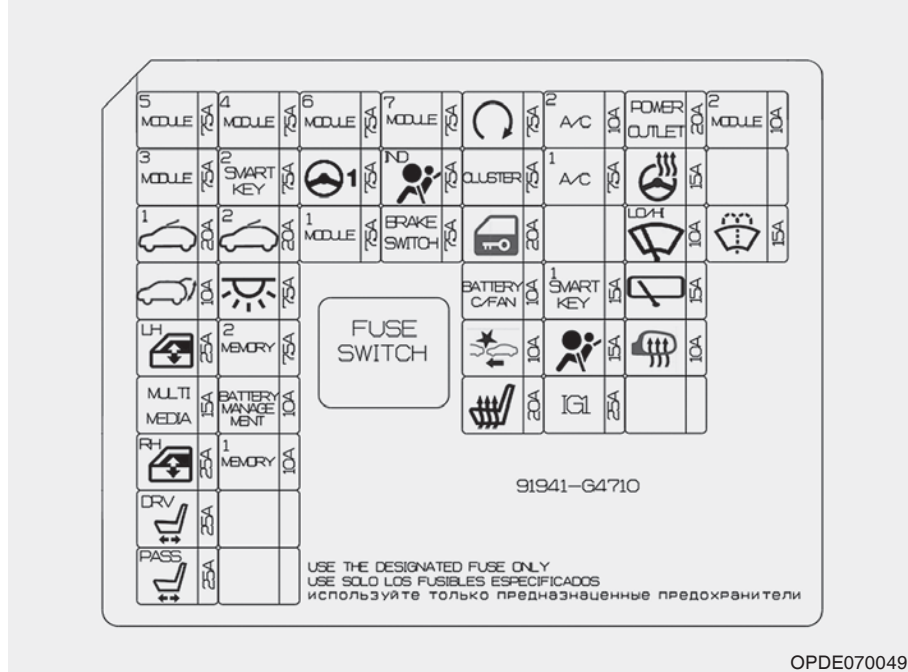 5 MODULE 7.5A 4 MODULE 7.5A 6 MODULE 7.5A 7 MODULE 7.5A 7.5A 2 A/C 10A POWER OUTLET 20A 2 MODULE 10A
3 MODULE 7.5A 2 SMART KEY 7.5A 1 7.5A IND 7.5A CLUSTER 7.5A 1 A/C 7.5A 15A
1 20A 2 20A 1 MODULE 7.5A BRAKE SWITCH 7.5A 20A LO/HI 10A 15A
10A 7.5A BATTERY C/FAN 10A 1 SMART KEY 15A 15A
LH 25A 2 MEMORY 7.5A 10A 15A 10A
FUSE
SWITCH
MULTI MEDIA 15A BATTERY MANAGE MENT 10A 20A IG1 25A
RH 25A 1 MEMORY 10A
91941-G4710
DRV 25A
PASS 25A
USE THE DESIGNATED FUSE ONLY
USE SOLO LOS FUSIBLES ESPECIFICADOS
используйте только предназнаценные предохранители
OPDE070049